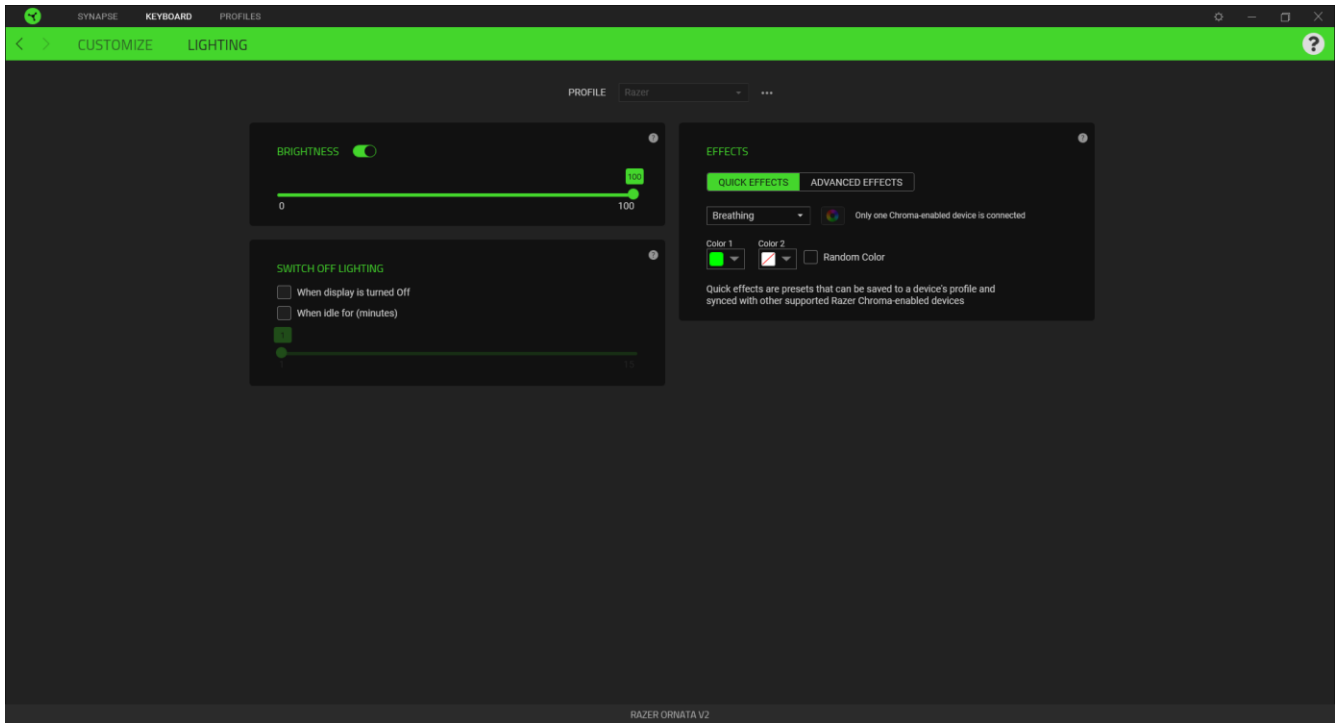 SYNAPSE KEYBOARD PROFILES
CUSTOMIZE LIGHTING
?
PROFILE Razer
BRIGHTNESS
?
100
0 100
SWITCH OFF LIGHTING
?
When display is turned Off
When idle for (minutes)
1
1 15
EFFECTS
?
QUICK EFFECTS ADVANCED EFFECTS
Breathing Only one Chroma-enabled device is connected
Color 1 Color 2
Random Color
Quick effects are presets that can be saved to a device's profile and
synced with other supported Razer Chroma-enabled devices
RAZER ORNATA V2